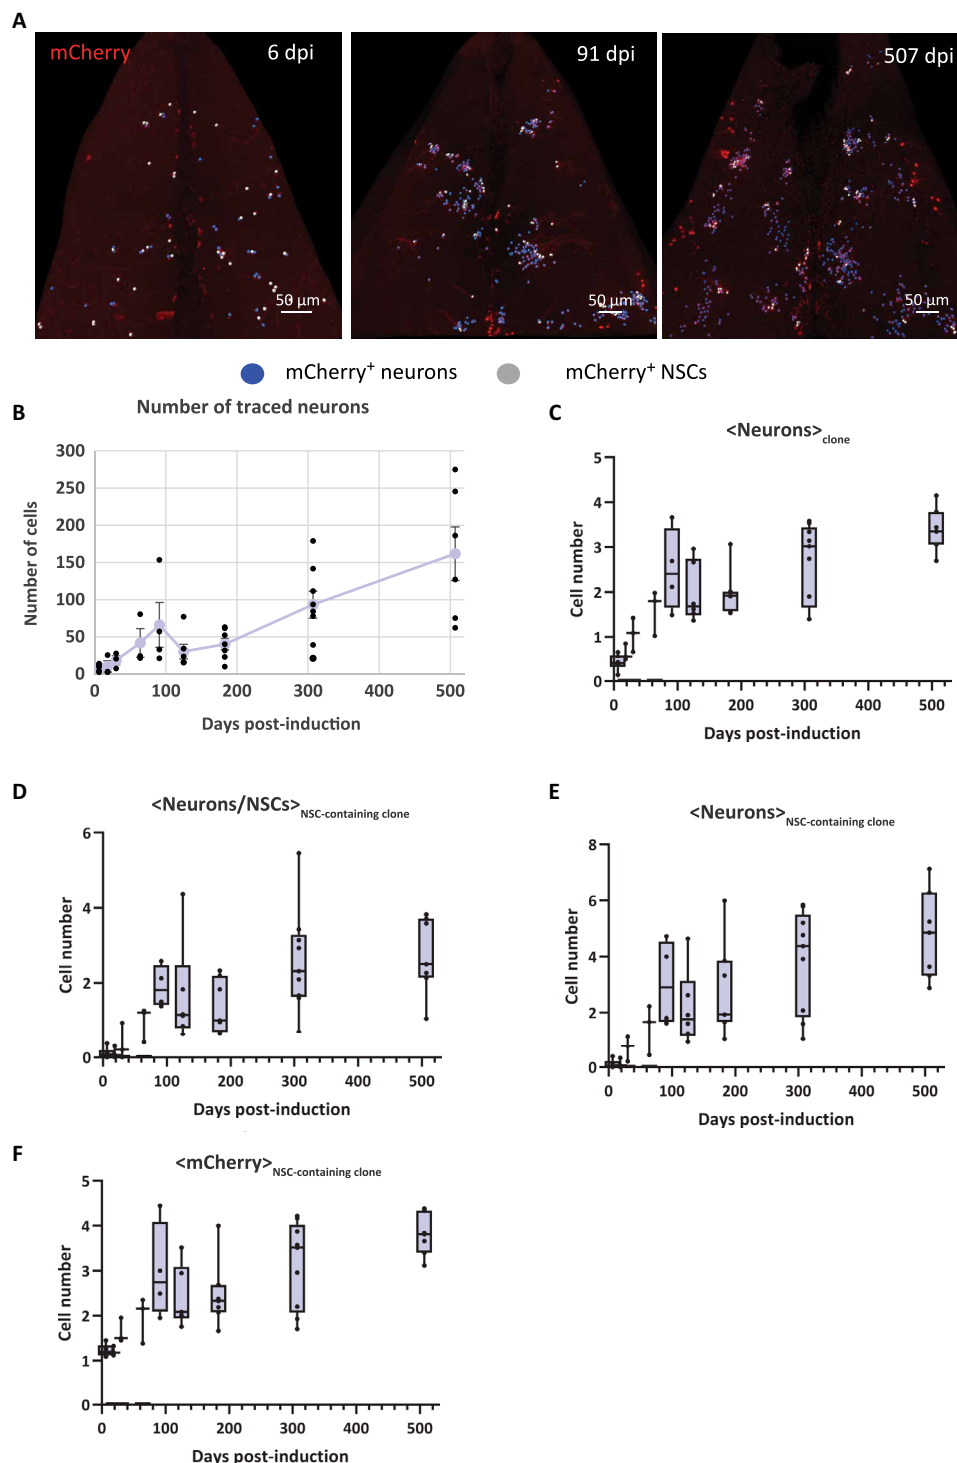 A
mCherry
6 dpi
91 dpi
507 dpi
50 µm
50 µm
50 µm
mCherry+ neurons
mCherry+ NSCs
B
Number of traced neurons
300
250
200
150
100
50
0
Number of cells
0 100 200 300 400 500
Days post-induction
C
<Neurons>clone
5
4
3
2
1
0
Cell number
0 100 200 300 400 500
Days post-induction
D
<Neurons/NSCs>NSC-containing clone
6
4
2
0
Cell number
0 100 200 300 400 500
Days post-induction
E
<Neurons>NSC-containing clone
8
6
4
2
0
Cell number
0 100 200 300 400 500
Days post-induction
F
<mCherry>NSC-containing clone
5
4
3
2
1
0
Cell number
0 100 200 300 400 500
Days post-induction